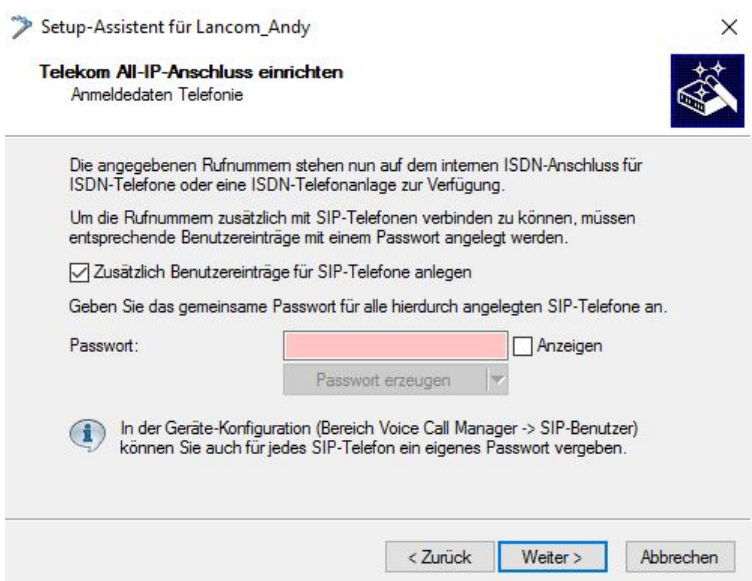 Setup-Assistent für Lancom_Andy
Telekom All-IP-Anschluss einrichten
Anmeldedaten Telefonie
Die angegebenen Rufnummern stehen nun auf dem internen ISDN-Anschluss für
ISDN-Telefone oder eine ISDN-Telefonanlage zur Verfügung.
Um die Rufnummern zusätzlich mit SIP-Telefonen verbinden zu können, müssen
entsprechende Benutzereinträge mit einem Passwort angelegt werden.
Zusätzlich Benutzereinträge für SIP-Telefone anlegen
Geben Sie das gemeinsame Passwort für alle hierdurch angelegten SIP-Telefone an.
Passwort:
Anzeigen
Passwort erzeugen
In der Geräte-Konfiguration (Bereich Voice Call Manager -> SIP-Benutzer)
können Sie auch für jedes SIP-Telefon ein eigenes Passwort vergeben.
< Zurück
Weiter >
Abbrechen